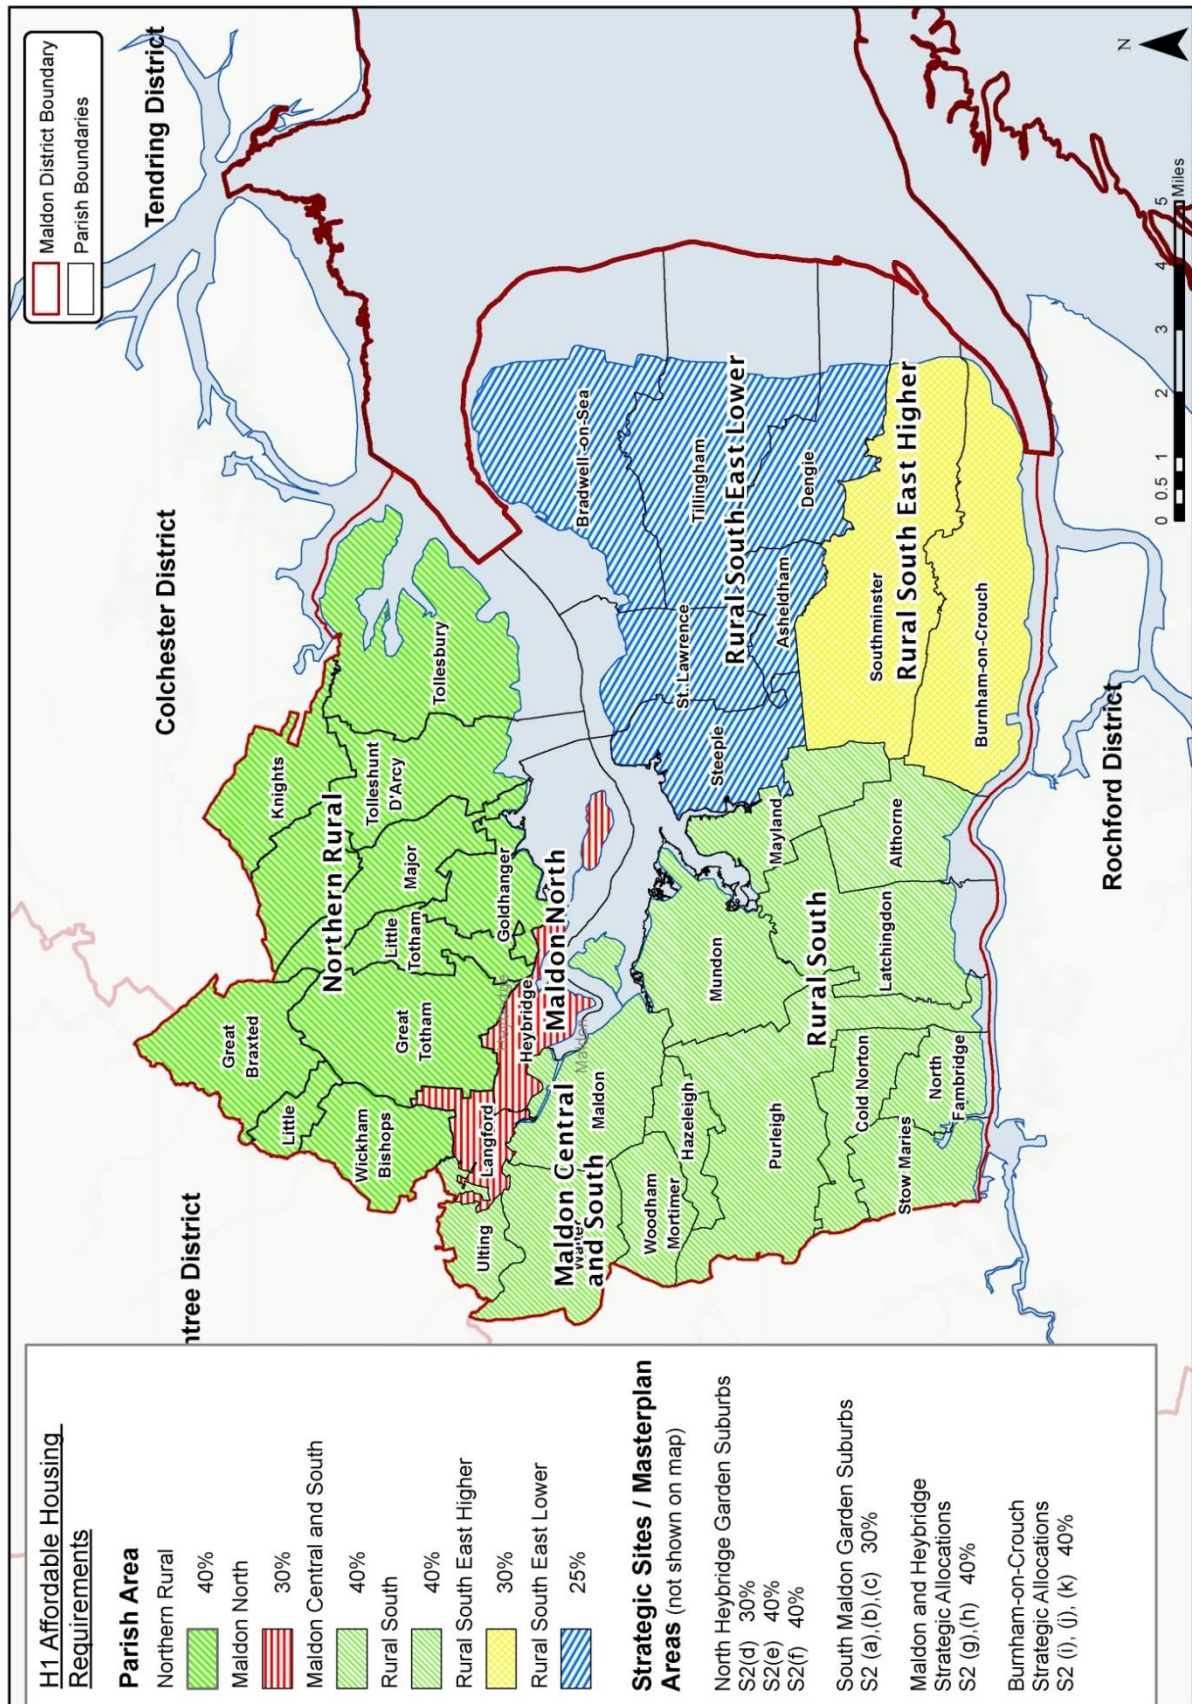 H1 Affordable Housing
Requirements
Parish Area
Northern Rural
40%
Maldon North
30%
Maldon Central and South
40%
Rural South
40%
Rural South East Higher
30%
Rural South East Lower
25%
Strategic Sites / Masterplan
Areas (not shown on map)
North Heybridge Garden Suburbs
S2(d) 30%
S2(e) 40%
S2(f) 40%
South Maldon Garden Suburbs
S2 (a),(b),(c) 30%
Maldon and Heybridge
Strategic Allocations
S2 (g),(h) 40%
Burnham-on-Crouch
Strategic Allocations
S2 (i), (j), (k) 40%
Maldon District Boundary
Parish Boundaries
ntree District
Colchester District
Tendring District
Rochford District
Great
Braxted
Little
Wickham
Bishops
Great
Totham
Little
Totham
Northern Rural
Knights
Tolleshunt
D'Arcy
Major
Goldhanger
Tollesbury
Ulting
Langford
Heybridge
Heybridge
Maldon North
Maldon
Maldon Central
and South
Walter
Maldon
Woodham
Mortimer
Hazeleigh
Purleigh
Mundon
Rural South
Cold Norton
Stow Maries
North
Fambridge
Latchingdon
Althorne
Mayland
Steeple
St. Lawrence
Bradwell-on-Sea
Tillingham
Rural South East Lower
Asheldham
Dengie
Southminster
Rural South East Higher
Burnham-on-Crouch
N
0 0.5 1 2 3 4 5
Miles